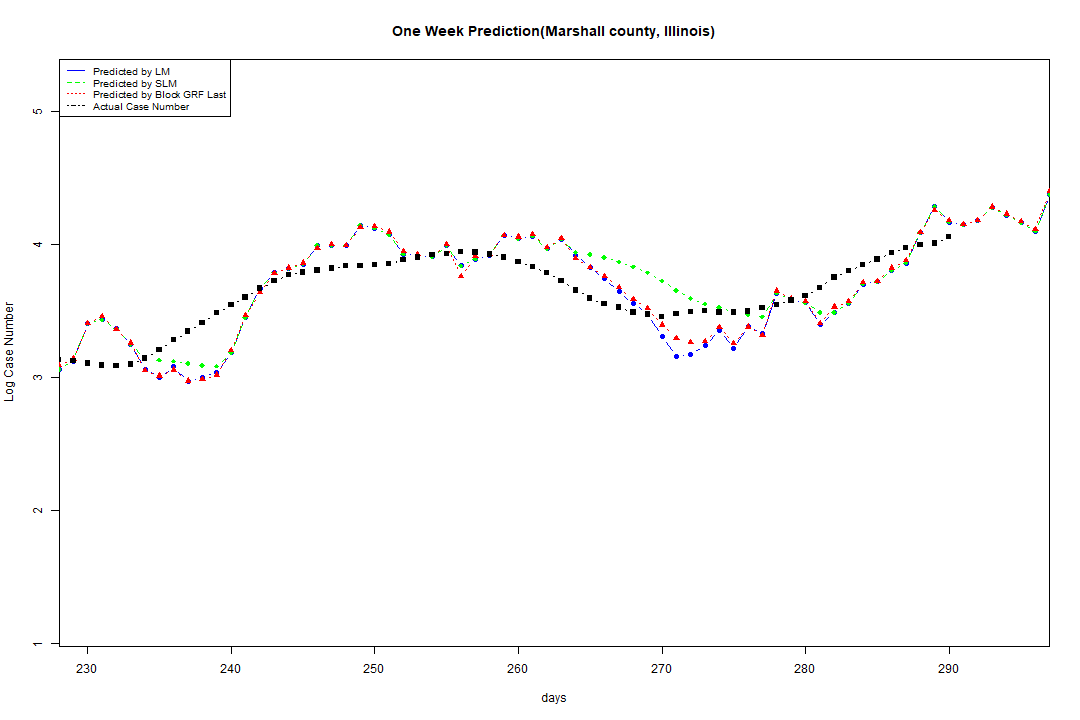 One Week Prediction(Marshall county, Illinois)
Predicted by LM
Predicted by SLM
Predicted by Block GRF Last
Actual Case Number
5
4
3
2
1
Log Case Number
230 240 250 260 270 280 290
days